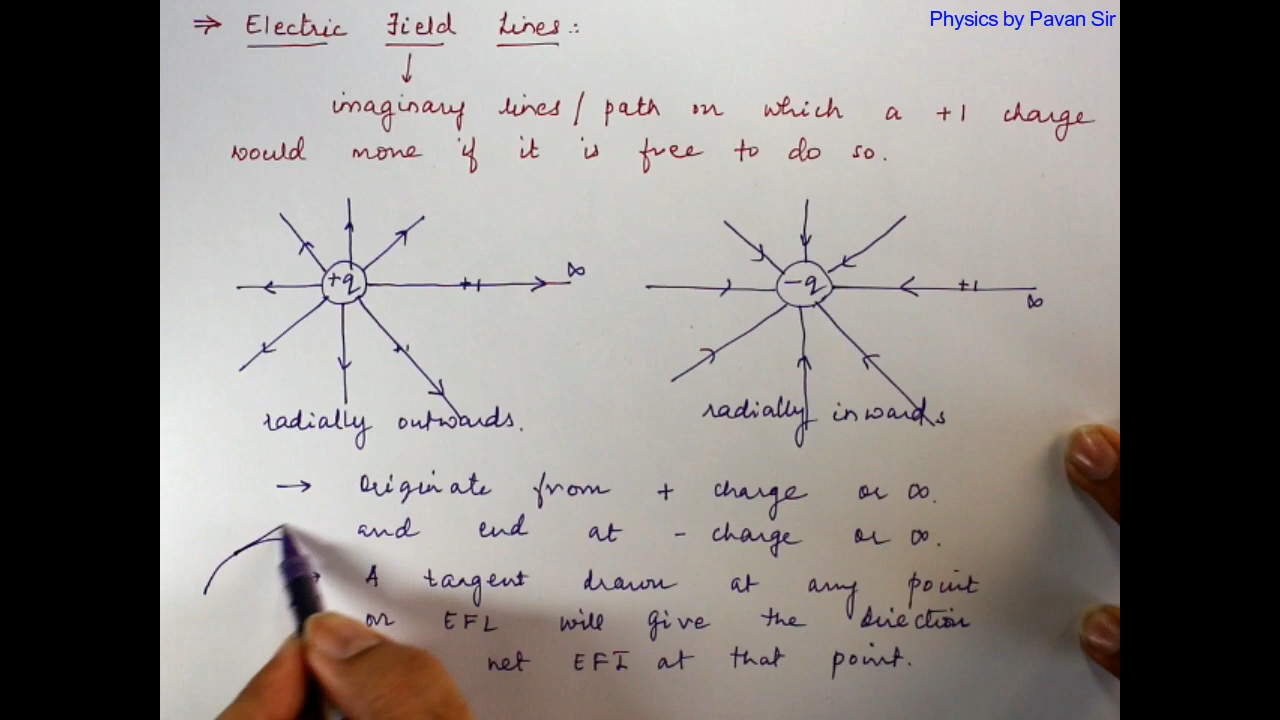 Physics by Pavan Sir
⇒ Electric Field Lines :
↓
imaginary lines / path on which a +1 charge
would move if it is free to do so.
+q +1 ∞
+1
-q +1 ∞
radially outwards.
radially inwards
→ originate from + charge or ∞.
and end at - charge or ∞.
→ A tangent drawn at any point
on EFL will give the direction
net EFI at that point.